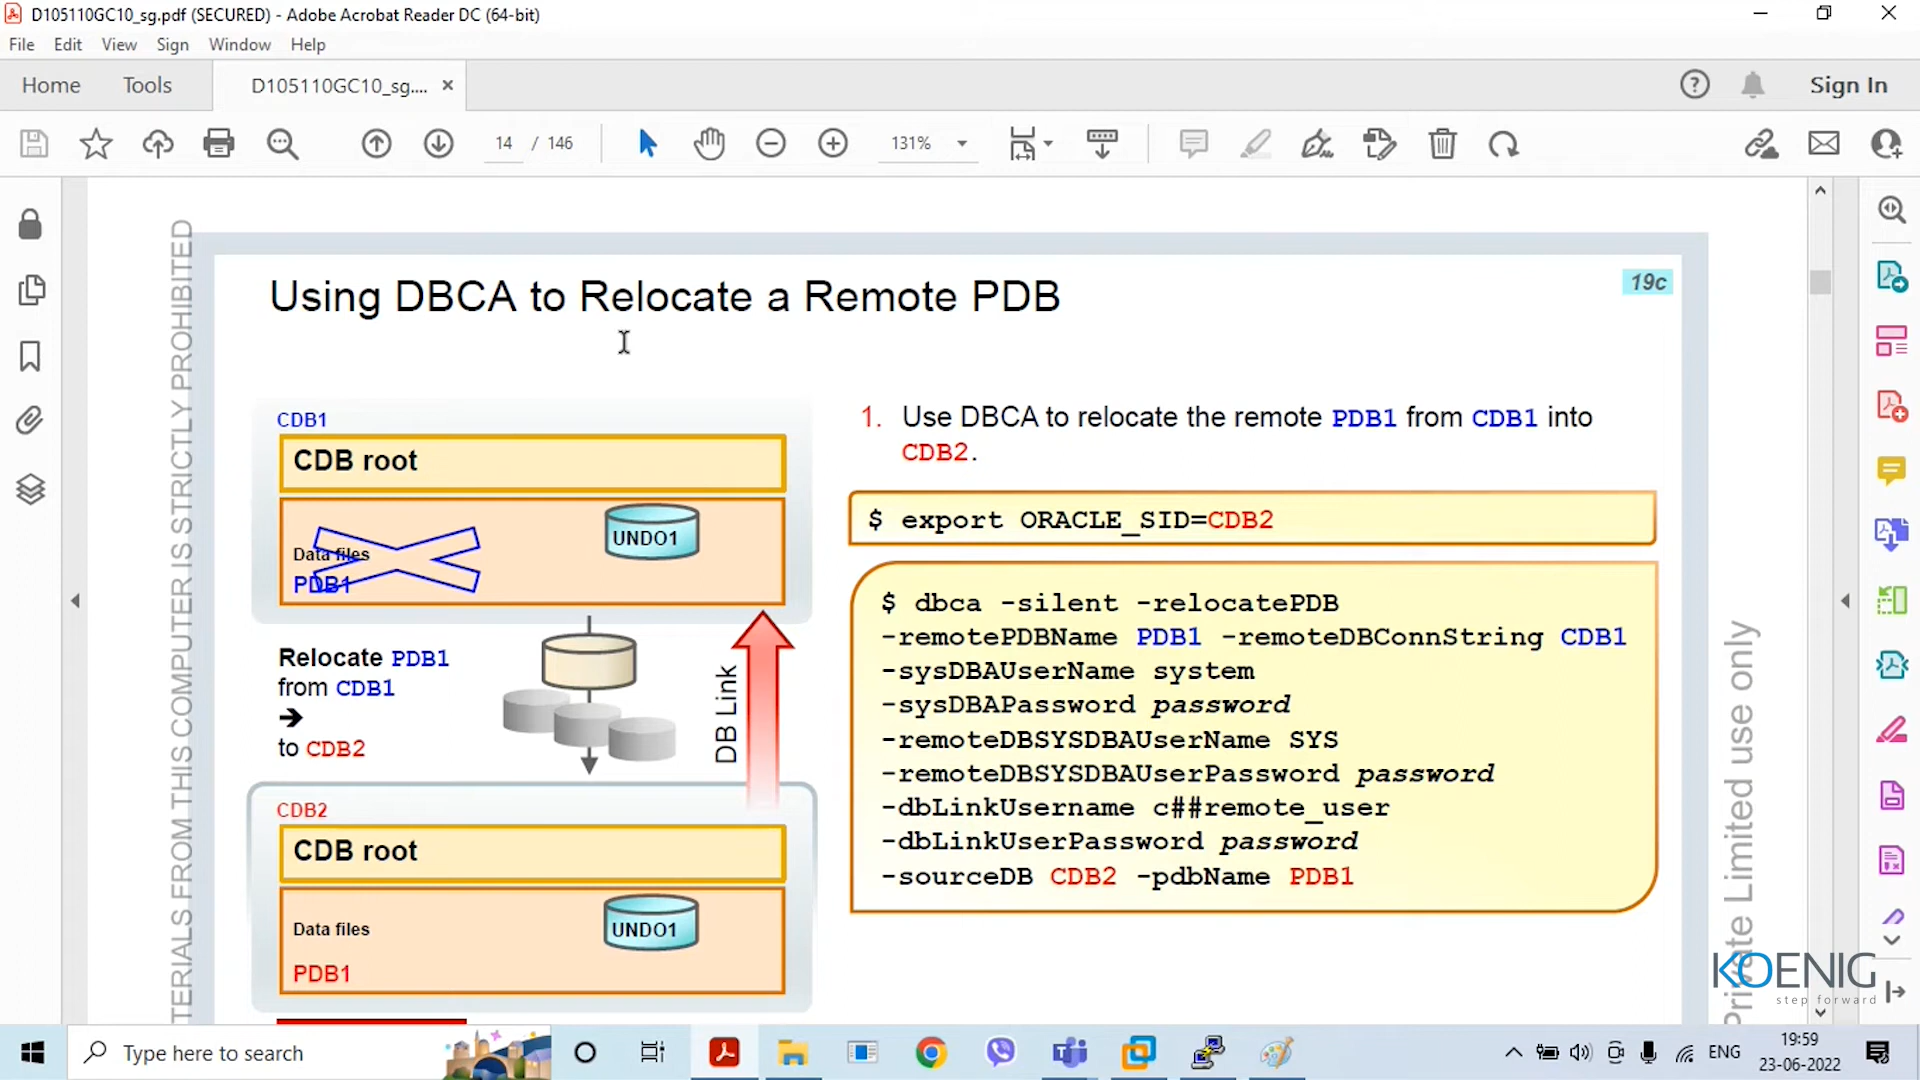 D105110GC10_sg.pdf (SECURED) - Adobe Acrobat Reader DC (64-bit)
File Edit View Sign Window Help
Home Tools D105110GC10_sg.... × Sign In
14 / 146 131%
TERIALS FROM THIS COMPUTER IS STRICTLY PROHIBITED
Using DBCA to Relocate a Remote PDB
19c
CDB1
CDB root
Data files
UNDO1
PDB1
Relocate PDB1
from CDB1
➔
to CDB2
DB Link
CDB2
CDB root
Data files
UNDO1
PDB1
1. Use DBCA to relocate the remote PDB1 from CDB1 into
CDB2.
$ export ORACLE_SID=CDB2
$ dbca -silent -relocatePDB
-remotePDBName PDB1 -remoteDBConnString CDB1
-sysDBAUserName system
-sysDBAPassword password
-remoteDBSYSDBAUserName SYS
-remoteDBSYSDBAUserPassword password
-dbLinkUsername c##remote_user
-dbLinkUserPassword password
-sourceDB CDB2 -pdbName PDB1
Private Limited use only
KOENIG
step forward
Type here to search
ENG
19:59
23-06-2022